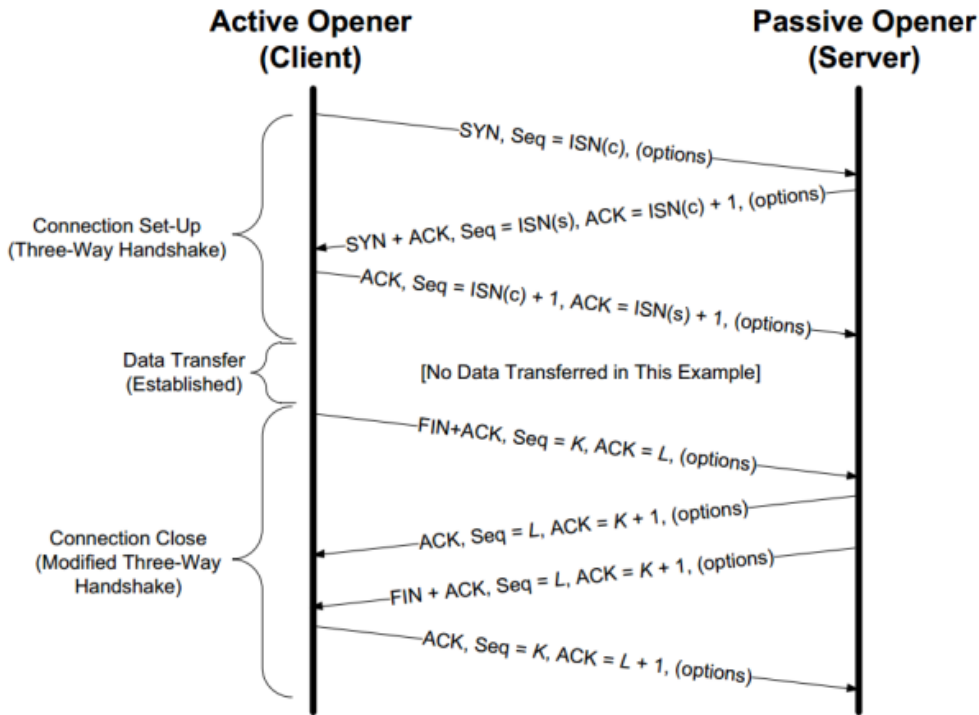 Active Opener
(Client)
Passive Opener
(Server)
SYN, Seq = ISN(c), (options)
SYN + ACK, Seq = ISN(s), ACK = ISN(c) + 1, (options)
Connection Set-Up
(Three-Way Handshake)
ACK, Seq = ISN(c) + 1, ACK = ISN(s) + 1, (options)
Data Transfer
(Established)
[No Data Transferred in This Example]
FIN+ACK, Seq = K, ACK = L, (options)
ACK, Seq = L, ACK = K + 1, (options)
Connection Close
(Modified Three-Way
Handshake)
FIN + ACK, Seq = L, ACK = K + 1, (options)
ACK, Seq = K, ACK = L + 1, (options)